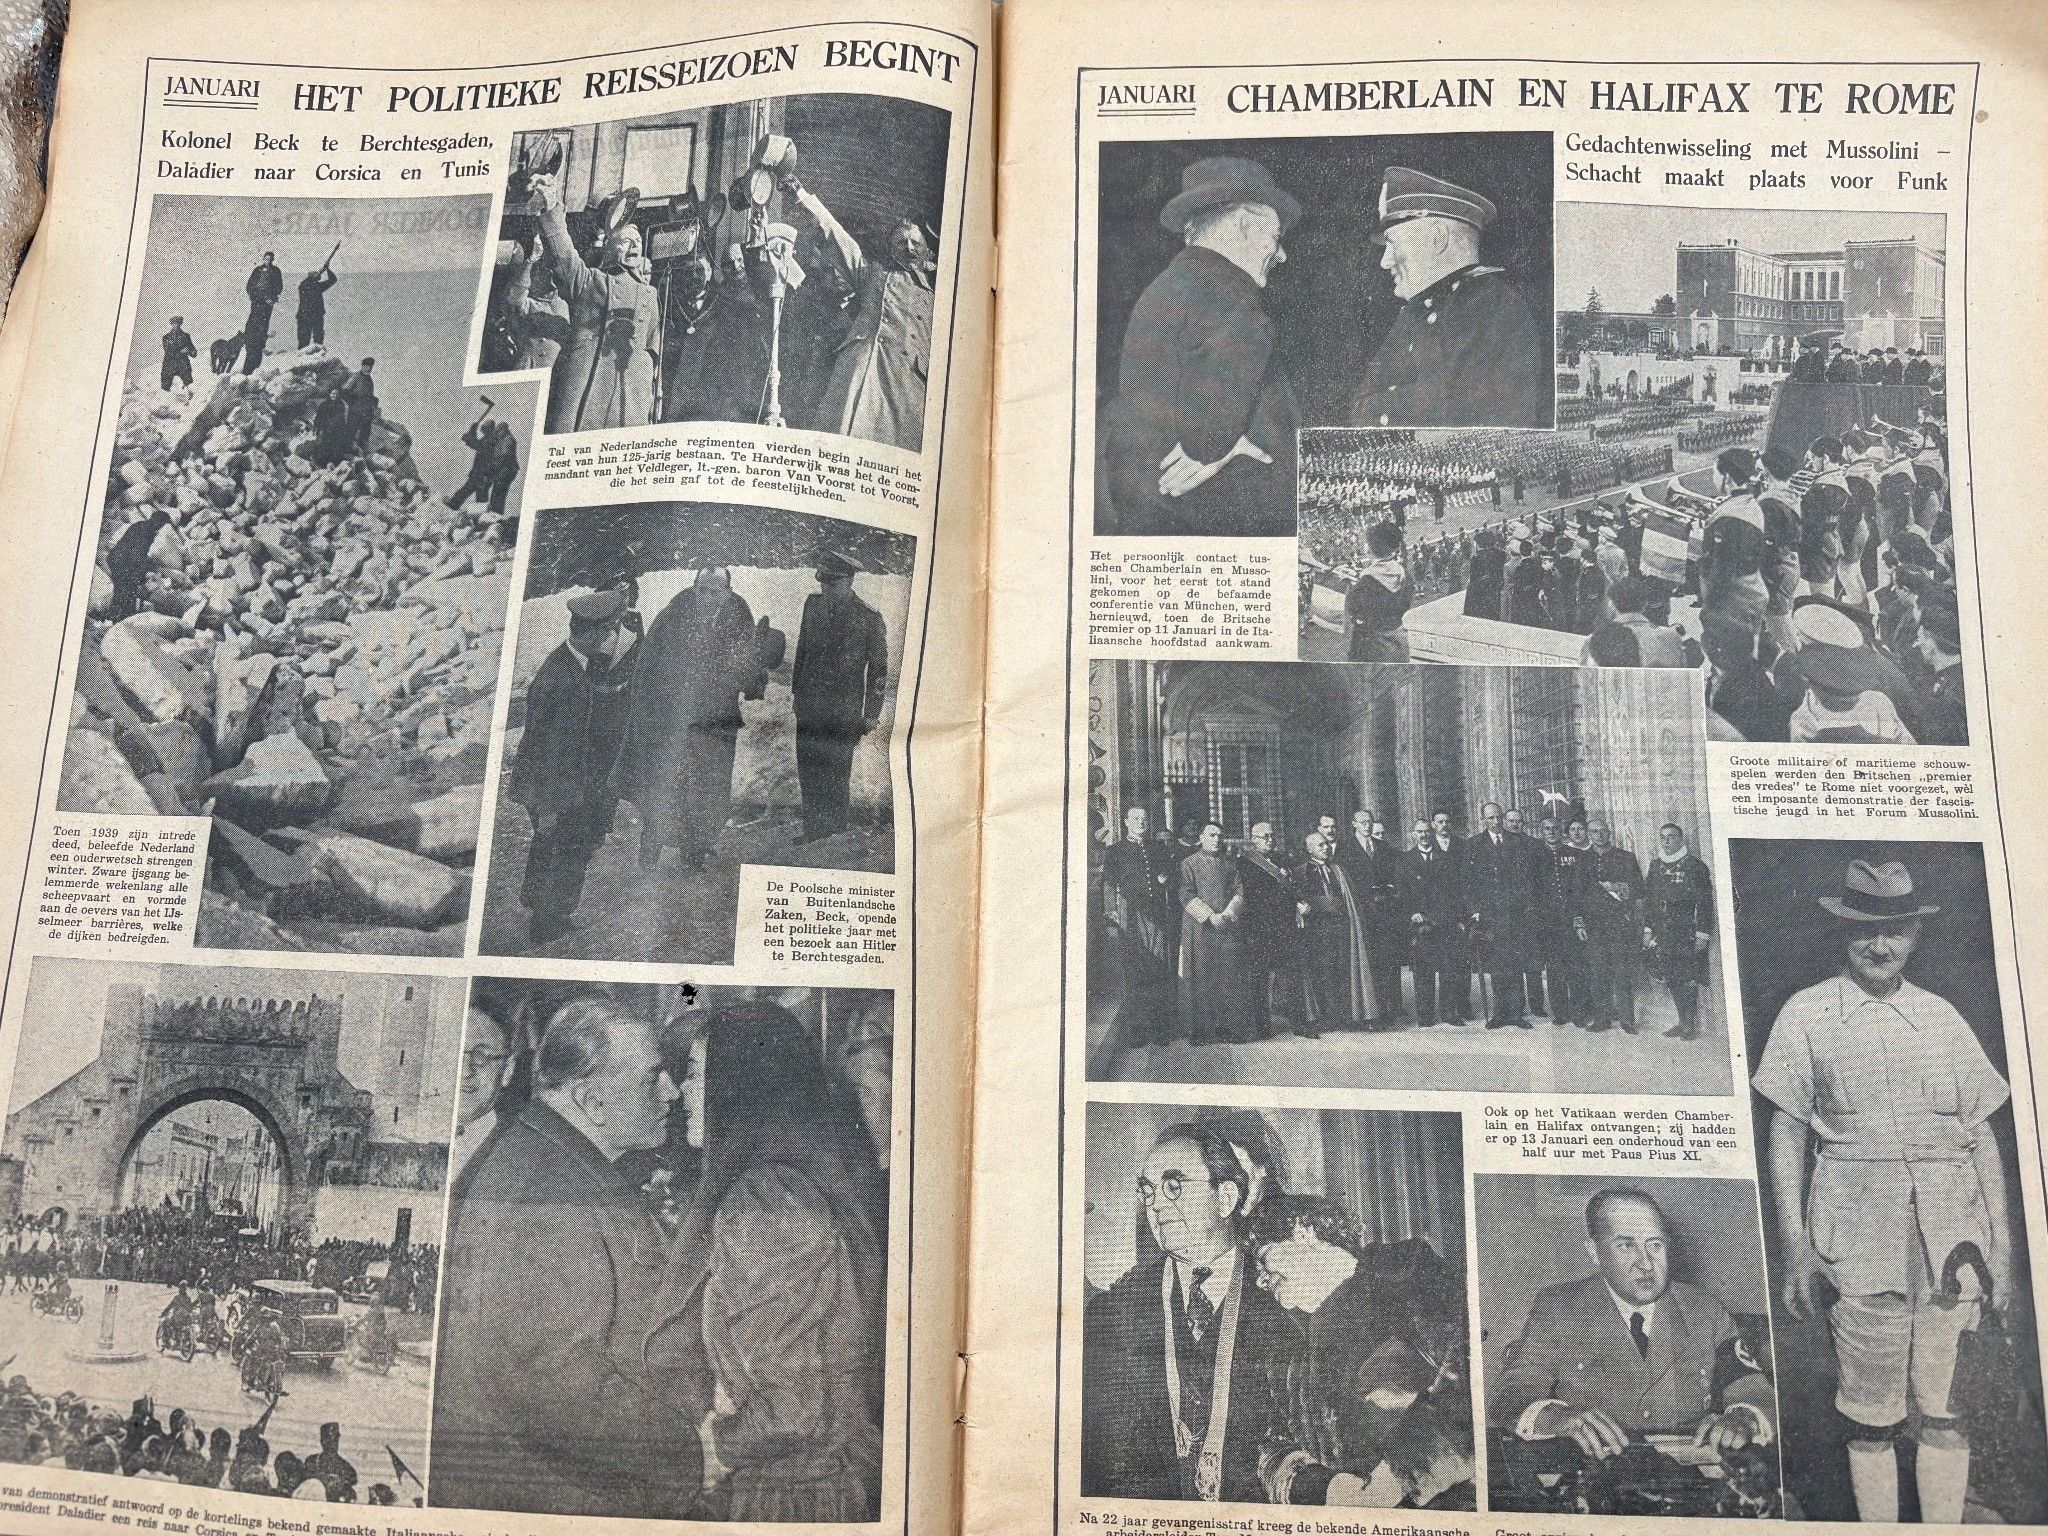 JANUARI HET POLITIEKE REISSEIZOEN BEGINT
Kolonel Beck te Berchtesgaden,
Daladier naar Corsica en Tunis
Tal van Nederlandsche regimenten vierden begin Januari het
feest van hun 125-jarig bestaan. Te Harderwijk was het de com-
mandant van het Veldleger, lt.-gen. baron Van Voorst tot Voorst,
die het sein gaf tot de feestelijkheden.
Toen 1939 zijn intrede
deed, beleefde Nederland
een ouderwetsch strengen
winter. Zware ijsgang be-
lemmerde wekenlang alle
scheepvaart en vormde
aan de oevers van het IJs-
selmeer barrières, welke
de dijken bedreigden.
De Poolsche minister
van Buitenlandsche
Zaken, Beck, opende
het politieke jaar met
een bezoek aan Hitler
te Berchtesgaden.
van demonstratief antwoord op de kortelings bekend gemaakte
president Daladier een reis naar Corsica
JANUARI CHAMBERLAIN EN HALIFAX TE ROME
Gedachtenwisseling met Mussolini —
Schacht maakt plaats voor Funk
Het persoonlijk contact tus-
schen Chamberlain en Musso-
lini, voor het eerst tot stand
gekomen op de befaamde
conferentie van München, werd
hernieuwd, toen de Britsche
premier op 11 Januari in de Ita-
liaansche hoofdstad aankwam.
Groote militaire of maritieme schouw-
spelen werden den Britschen „premier
des vredes" te Rome niet voorgezet, wèl
een imposante demonstratie der fascis-
tische jeugd in het Forum Mussolini.
Ook op het Vatikaan werden Chamber-
lain en Halifax ontvangen; zij hadden
er op 13 Januari een onderhoud van een
half uur met Paus Pius XI.
Na 22 jaar gevangenisstraf kreeg de bekende Amerikaansche